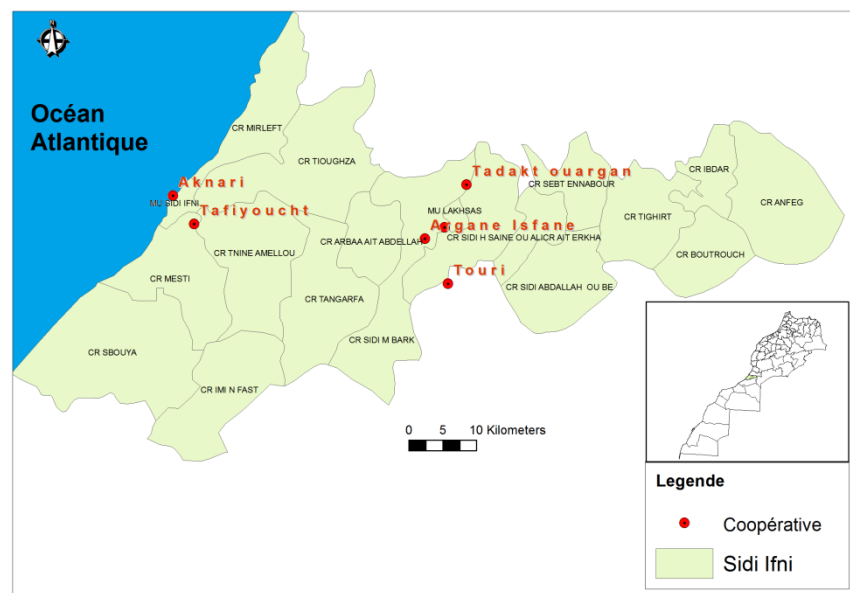 Océan
Atlantique
CR MIRLEFT
CR TIOUGHZA
CR IBDAR
Tadakt ouargan
CR SEBT ENNABOUR
Aknari
MU SIDI IFNI
CR ANFEG
Tafiyoucht
MU LAKHSAS
CR TIGHIRT
Argane Isfane
CR ARBAA AIT ABDELLAH
CR SIDI H SAINE OU ALI
CR AIT ERKHA
CR TNINE AMELLOU
CR BOUTROUCH
Touri
CR MESTI
CR SIDI ABDALLAH OU BE
CR TANGARFA
CR SIDI M BARK
CR SBOUYA
CR IMI N FAST
0 5 10 Kilometers
Legende
Coopérative
Sidi Ifni